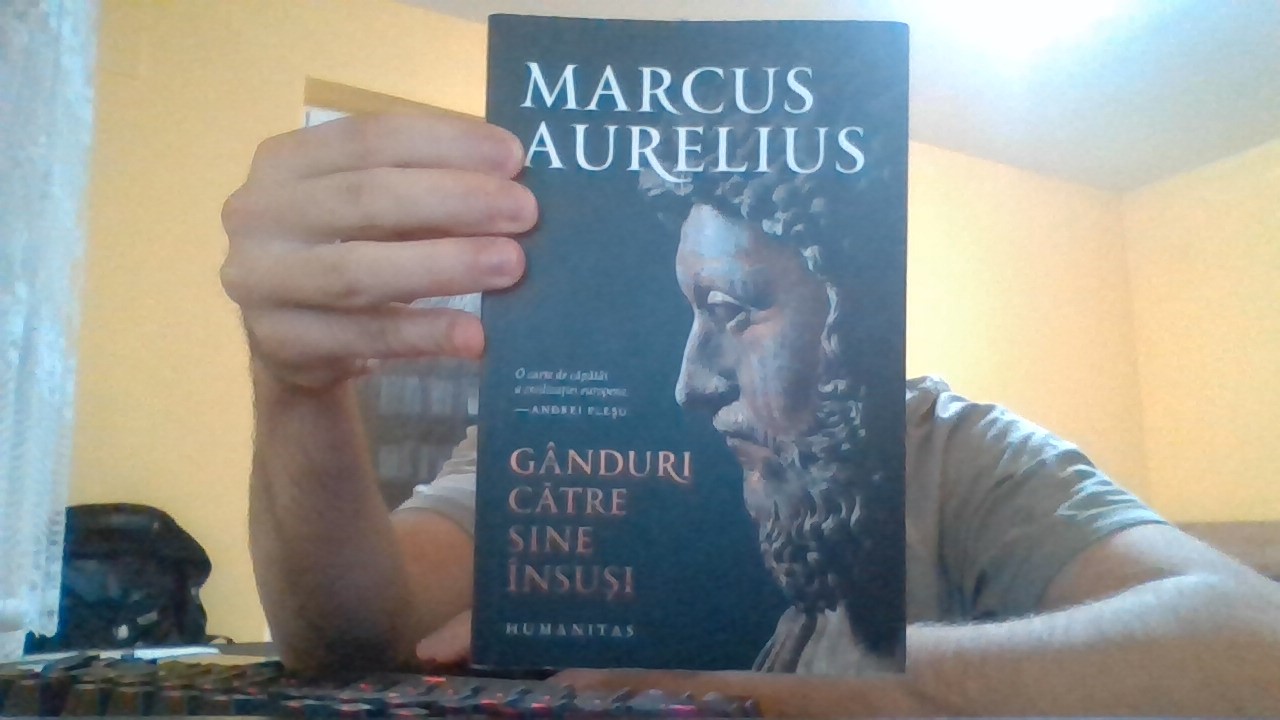 MARCUS
AURELIUS
O carte de căpătâi
a civilizației europene.
—ANDREI PLEȘU
GÂNDURI
CĂTRE
SINE
ÎNSUȘI
HUMANITAS